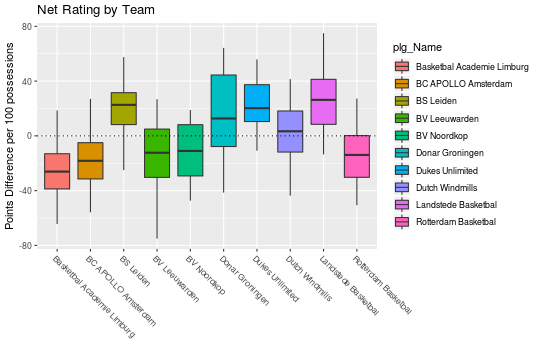 Net Rating by Team
Points Difference per 100 possessions
80
40
0
-40
-80
Basketbal Academie Limburg
BC APOLLO Amsterdam
BS Leiden
BV Leeuwarden
BV Noordkop
Donar Groningen
Dukes Unlimited
Dutch Windmills
Landstede Basketbal
Rotterdam Basketbal
plg_Name
Basketbal Academie Limburg
BC APOLLO Amsterdam
BS Leiden
BV Leeuwarden
BV Noordkop
Donar Groningen
Dukes Unlimited
Dutch Windmills
Landstede Basketbal
Rotterdam Basketbal